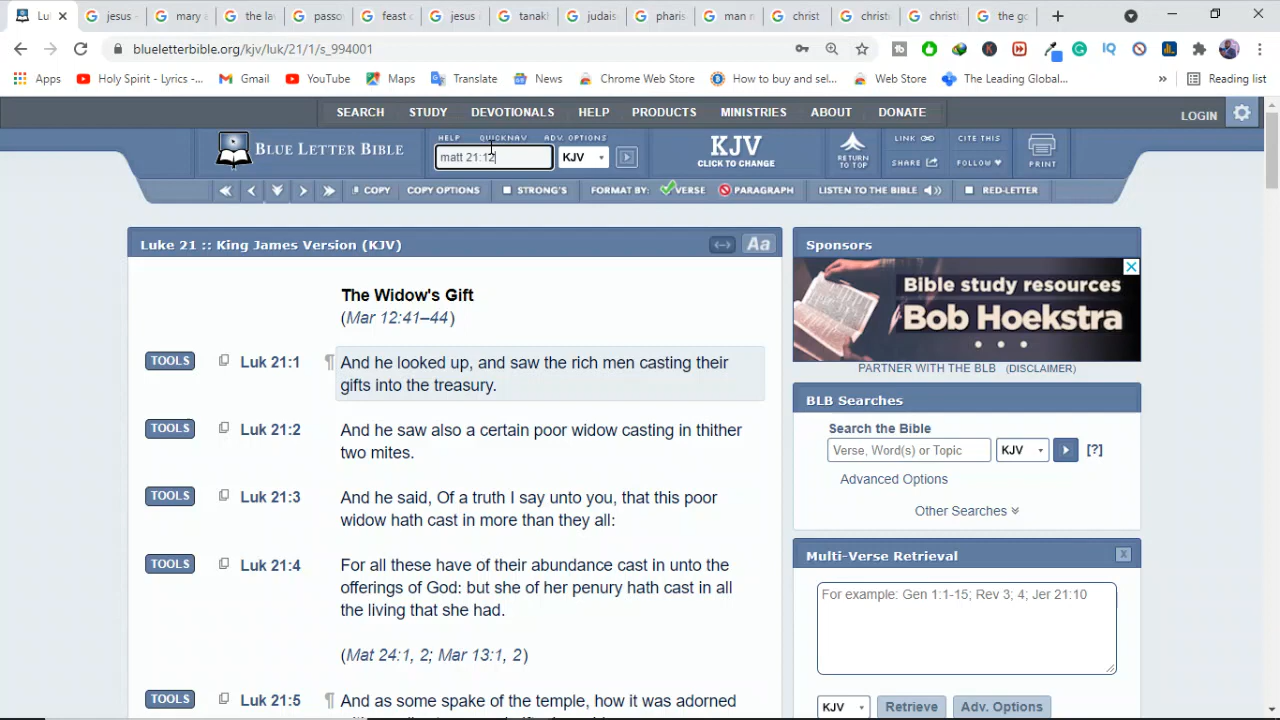 Lu
jesus
mary a
the la
passo
feast c
jesus i
tanak
judais
pharis
man n
christ
christ
christi
the go
blueletterbible.org/kjv/luk/21/1/s_994001
Apps
Holy Spirit - Lyrics -...
Gmail
YouTube
Maps
Translate
News
Chrome Web Store
How to buy and sel...
Web Store
The Leading Global...
»
Reading list
SEARCH STUDY DEVOTIONALS HELP PRODUCTS MINISTRIES ABOUT DONATE
LOGIN
BLUE LETTER BIBLE
HELP QUICKNAV ADV. OPTIONS
matt 21:12
KJV
KJV
CLICK TO CHANGE
RETURN
TO TOP
LINK
CITE THIS
SHARE
FOLLOW
PRINT
COPY
COPY OPTIONS
STRONG'S
FORMAT BY:
VERSE
PARAGRAPH
LISTEN TO THE BIBLE
RED-LETTER
Luke 21 :: King James Version (KJV)
Aa
The Widow's Gift
(Mar 12:41–44)
TOOLS
Luk 21:1
¶ And he looked up, and saw the rich men casting their
gifts into the treasury.
TOOLS
Luk 21:2
And he saw also a certain poor widow casting in thither
two mites.
TOOLS
Luk 21:3
And he said, Of a truth I say unto you, that this poor
widow hath cast in more than they all:
TOOLS
Luk 21:4
For all these have of their abundance cast in unto the
offerings of God: but she of her penury hath cast in all
the living that she had.
(Mat 24:1, 2; Mar 13:1, 2)
TOOLS
Luk 21:5
¶ And as some spake of the temple, how it was adorned
Sponsors
Bible study resources
BOB HOEKSTRA
PARTNER WITH THE BLB (DISCLAIMER)
BLB Searches
Search the Bible
Verse, Word(s) or Topic
KJV
[?]
Advanced Options
Other Searches
Multi-Verse Retrieval
X
For example: Gen 1:1-15; Rev 3; 4; Jer 21:10
KJV
Retrieve
Adv. Options